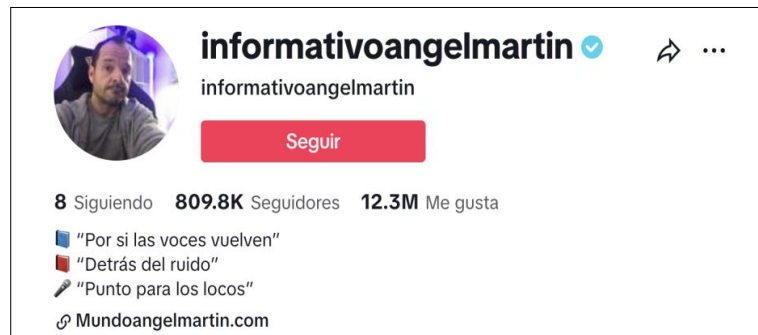 informativoangelmartin
informativoangelmartin
Seguir
8 Siguiendo 809.8K Seguidores 12.3M Me gusta
📘 “Por si las voces vuelven”
📕 “Detrás del ruido”
🎤 “Punto para los locos”
Mundoangelmartin.com